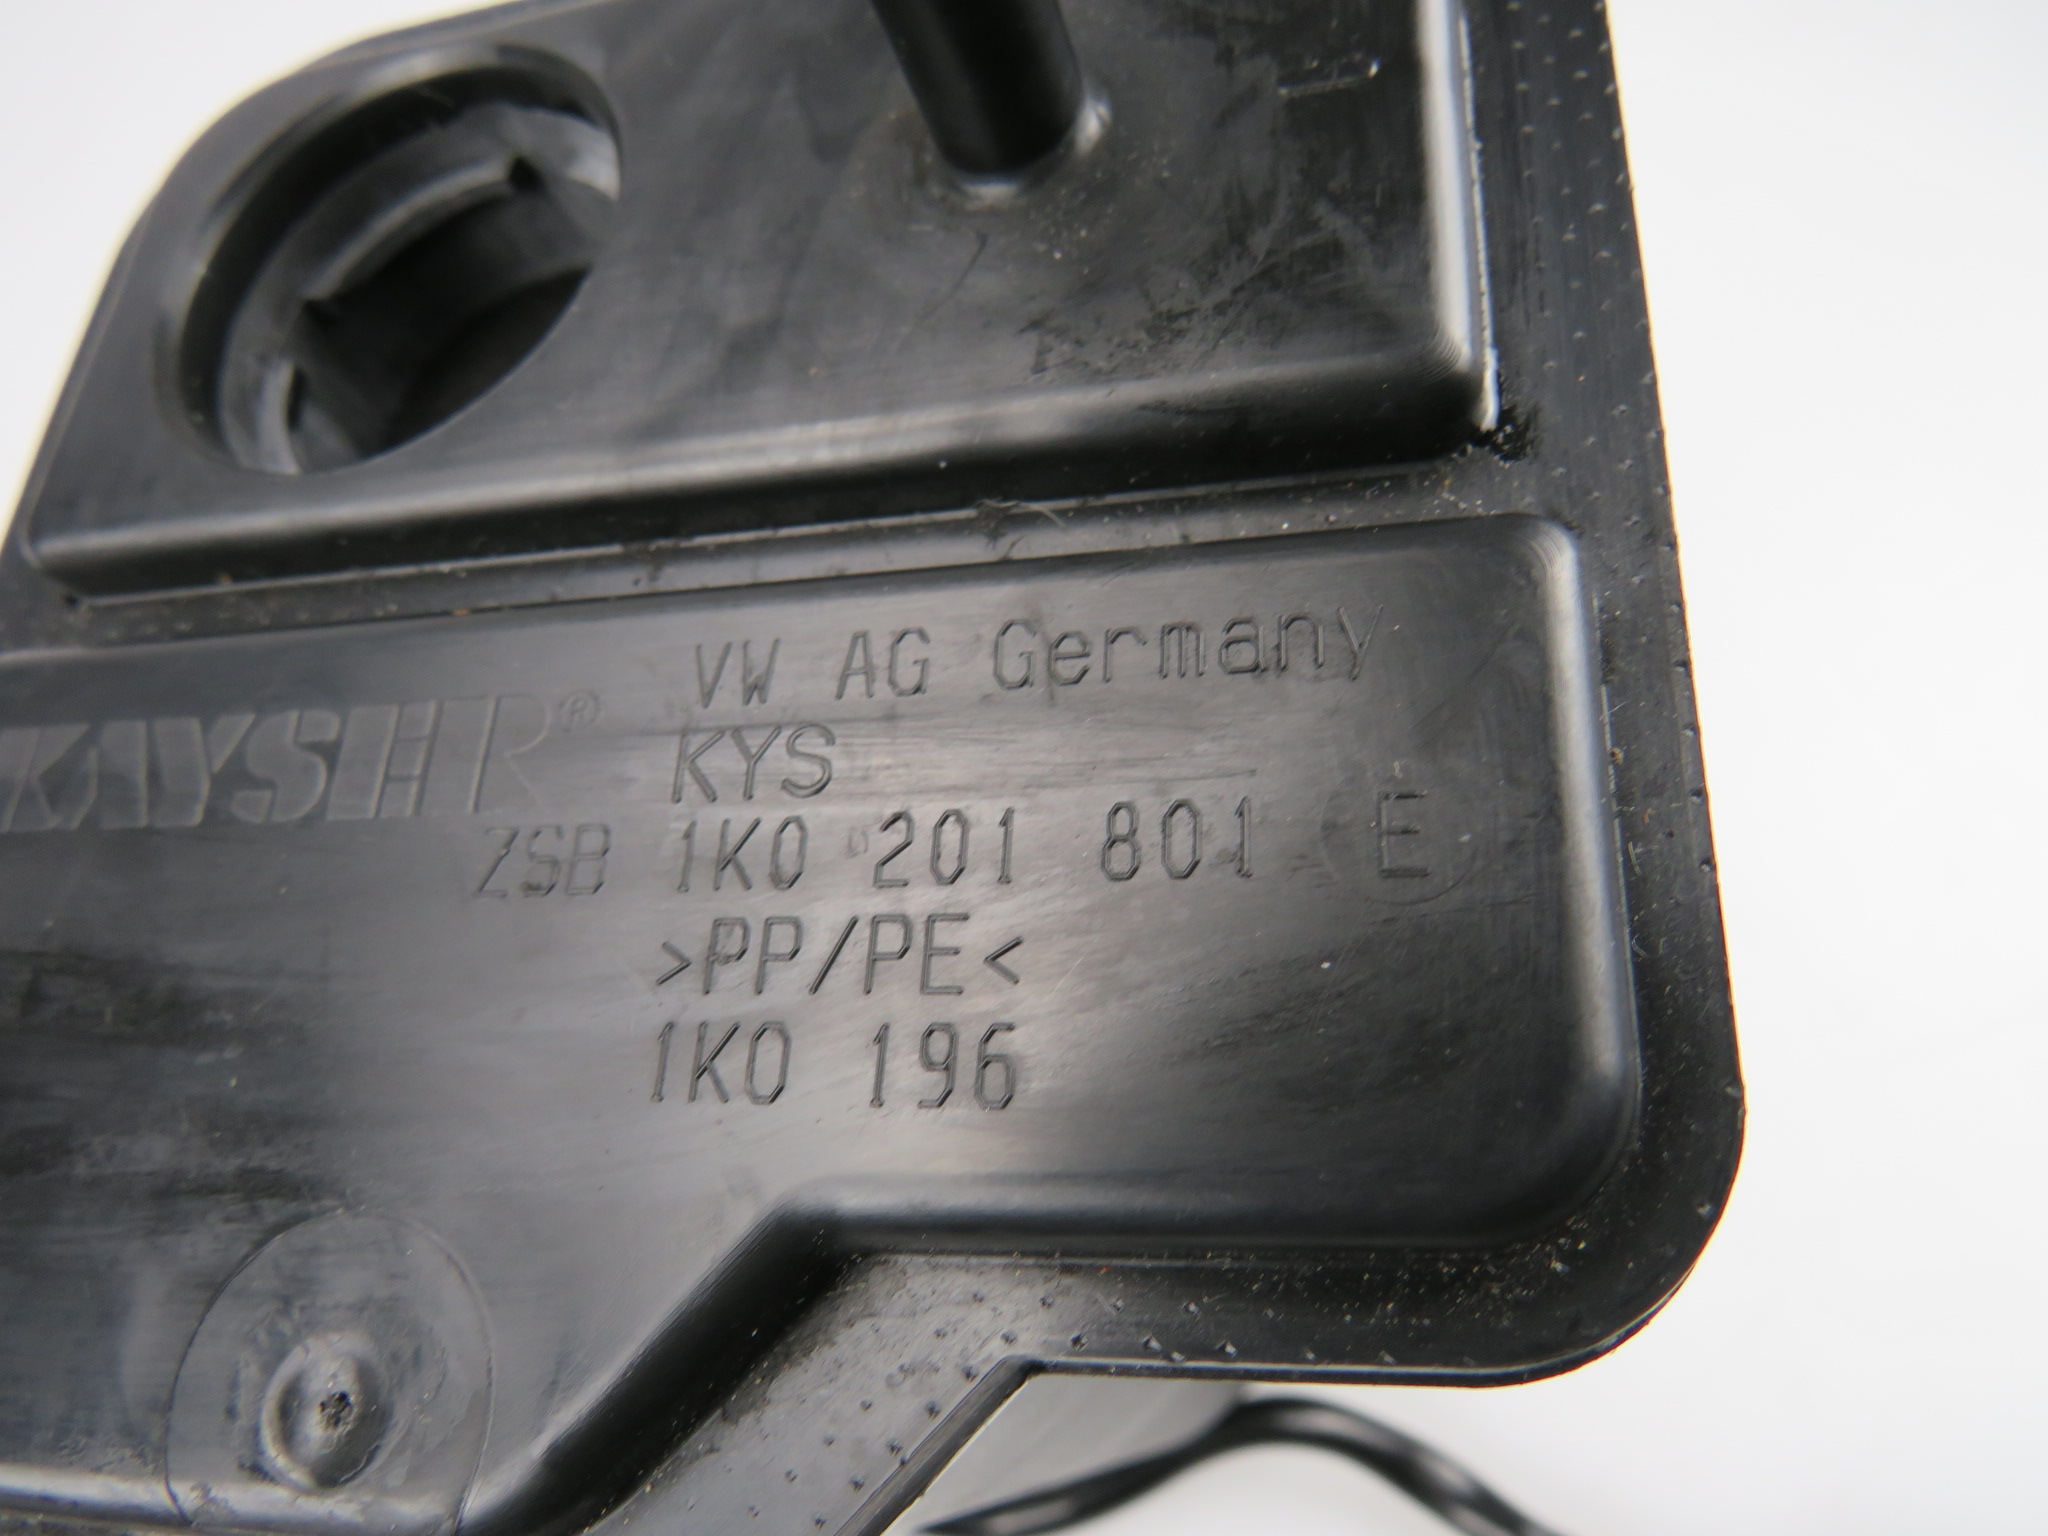 VW AG Germany
KAYSER®
KYS
ZSB 1K0 201 801 E
>PP/PE<
1K0 196